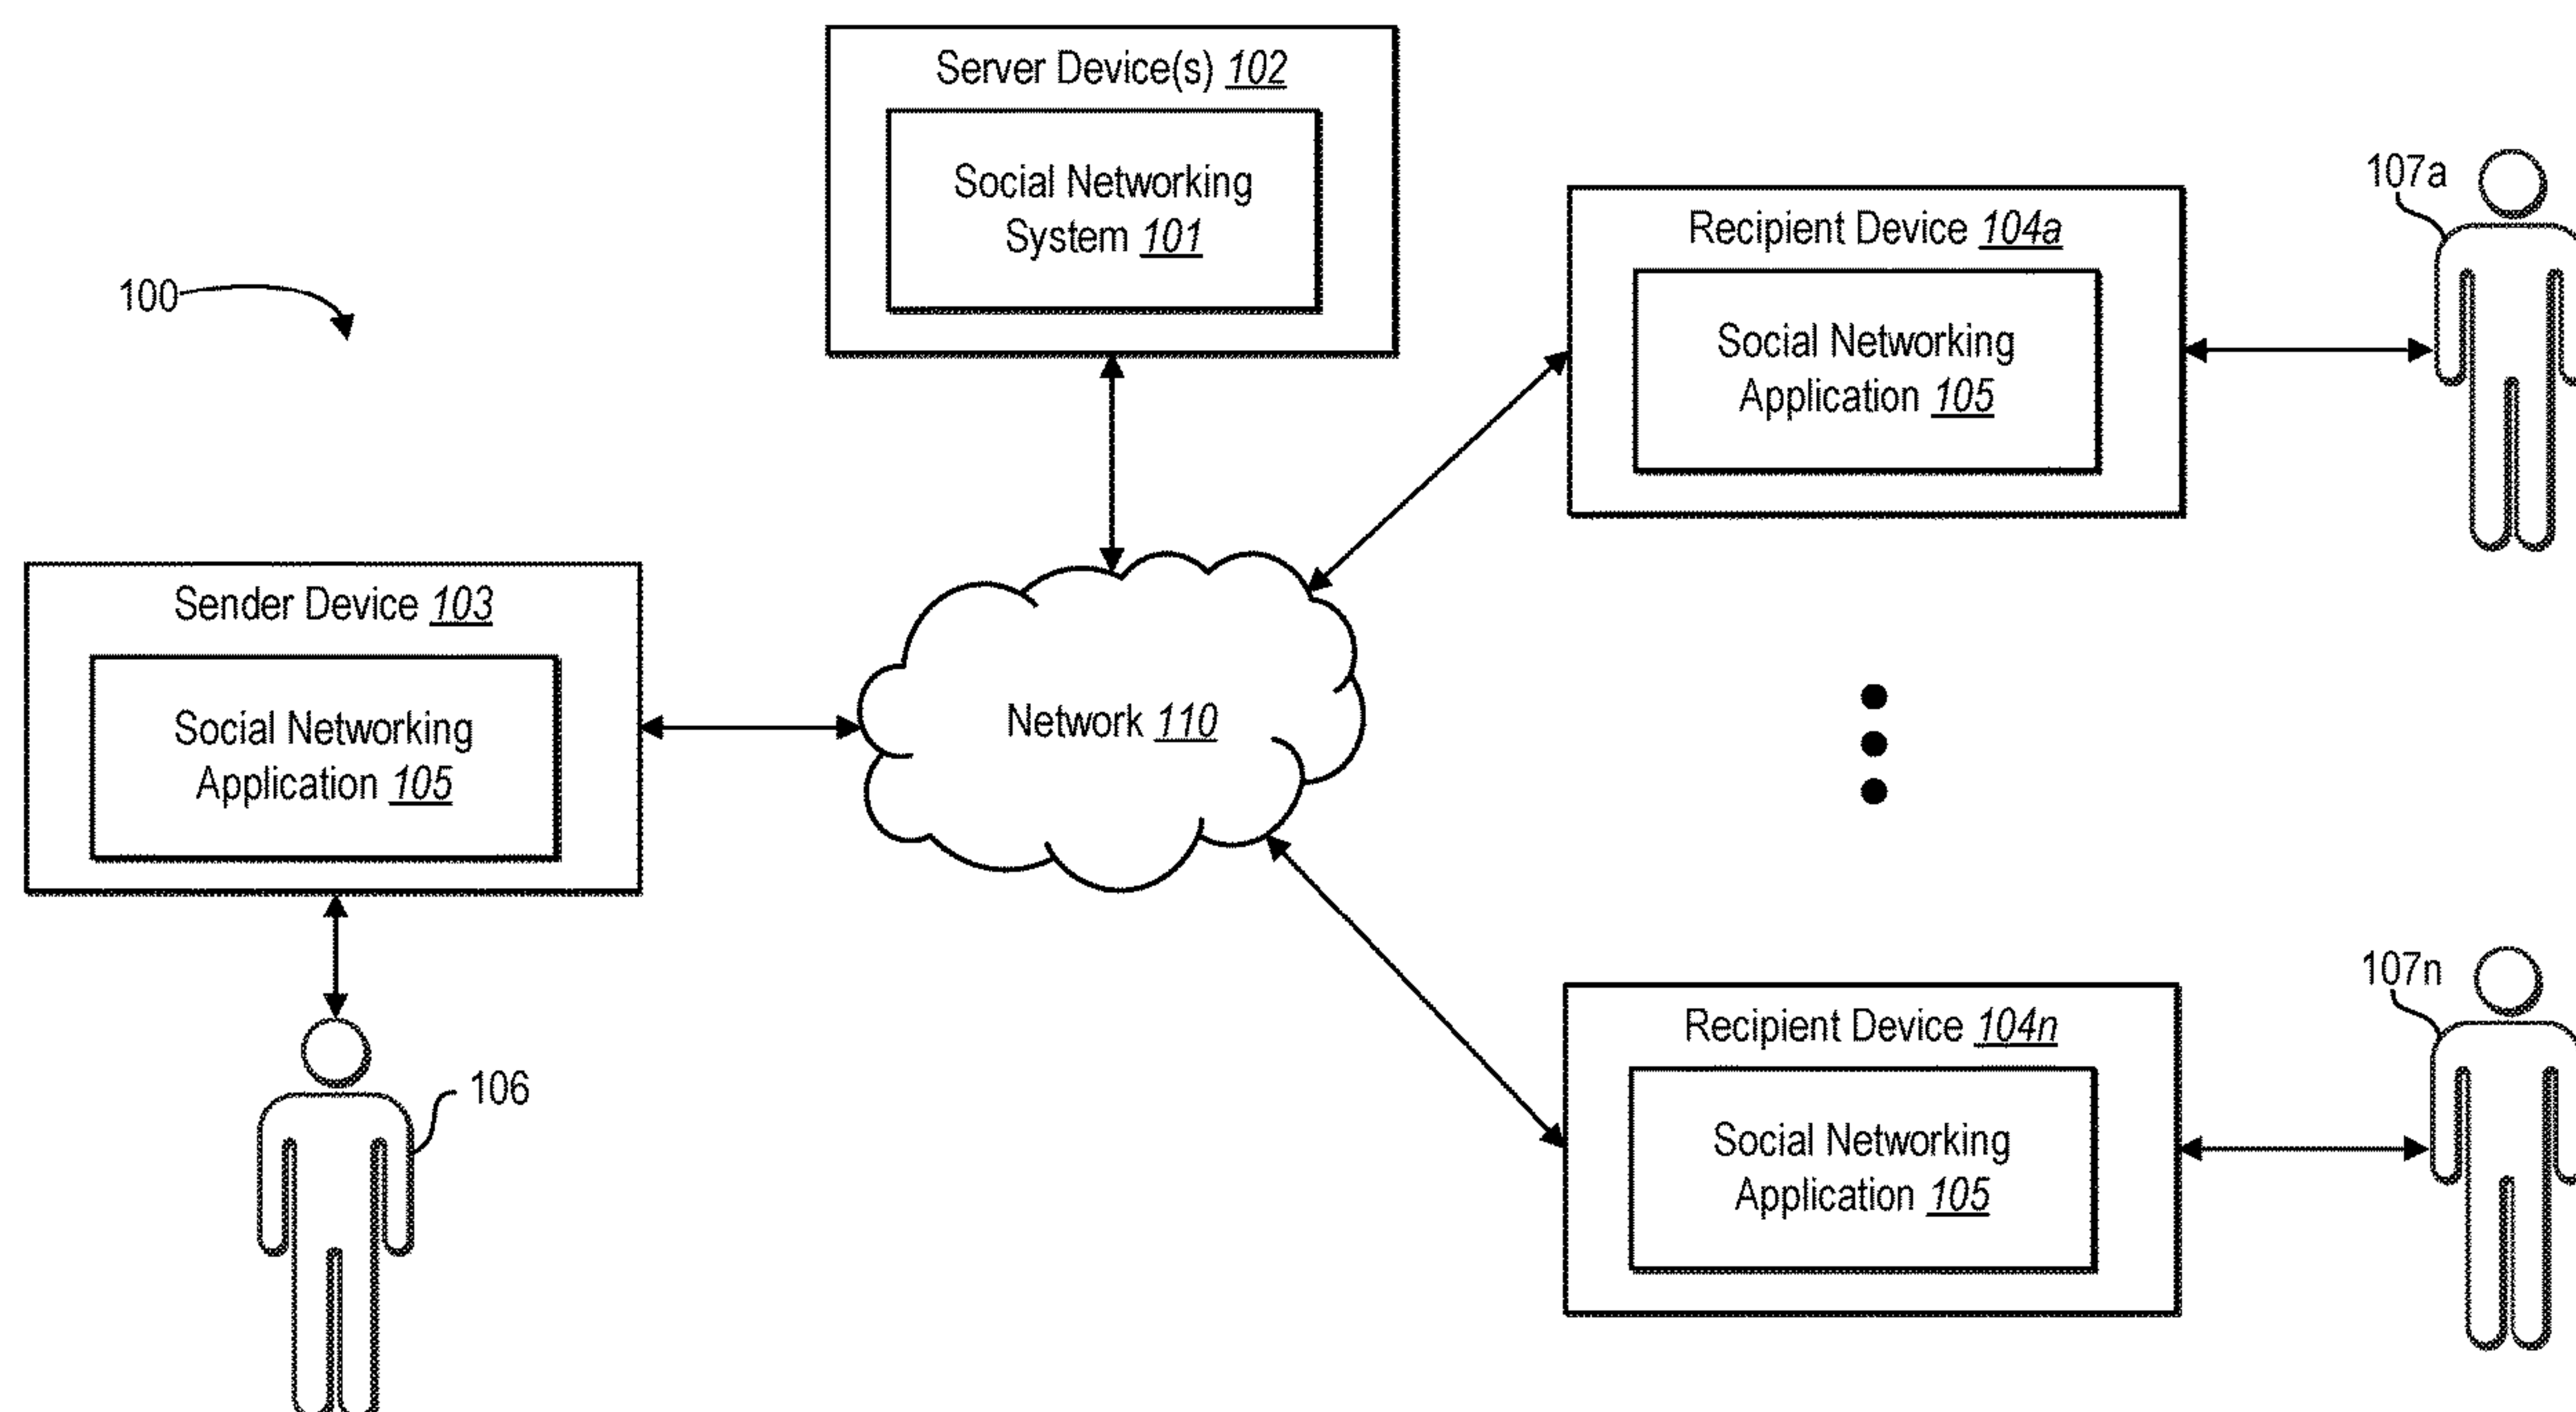 Server Device(s) 102
Social Networking
System 101
100
Recipient Device 104a
Social Networking
Application 105
107a
Sender Device 103
Social Networking
Application 105
Network 110
106
Recipient Device 104n
Social Networking
Application 105
107n